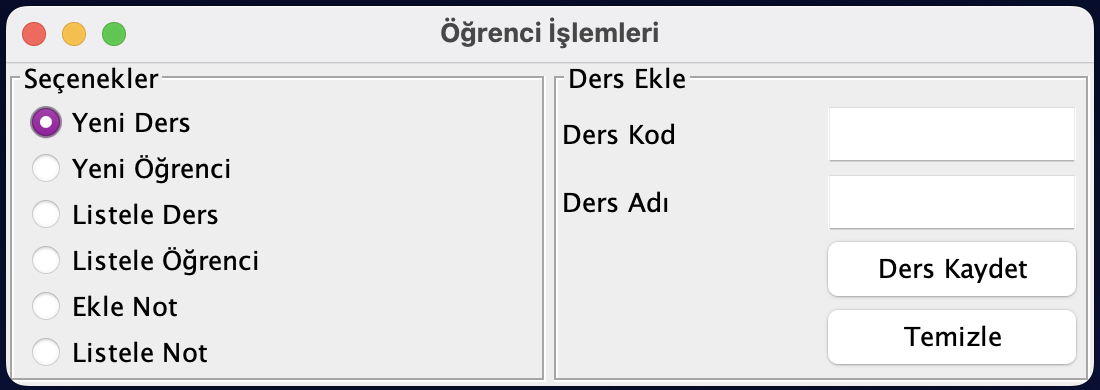 Öğrenci İşlemleri
Seçenekler
Yeni Ders
Yeni Öğrenci
Listele Ders
Listele Öğrenci
Ekle Not
Listele Not
Ders Ekle
Ders Kod
Ders Adı
Ders Kaydet
Temizle